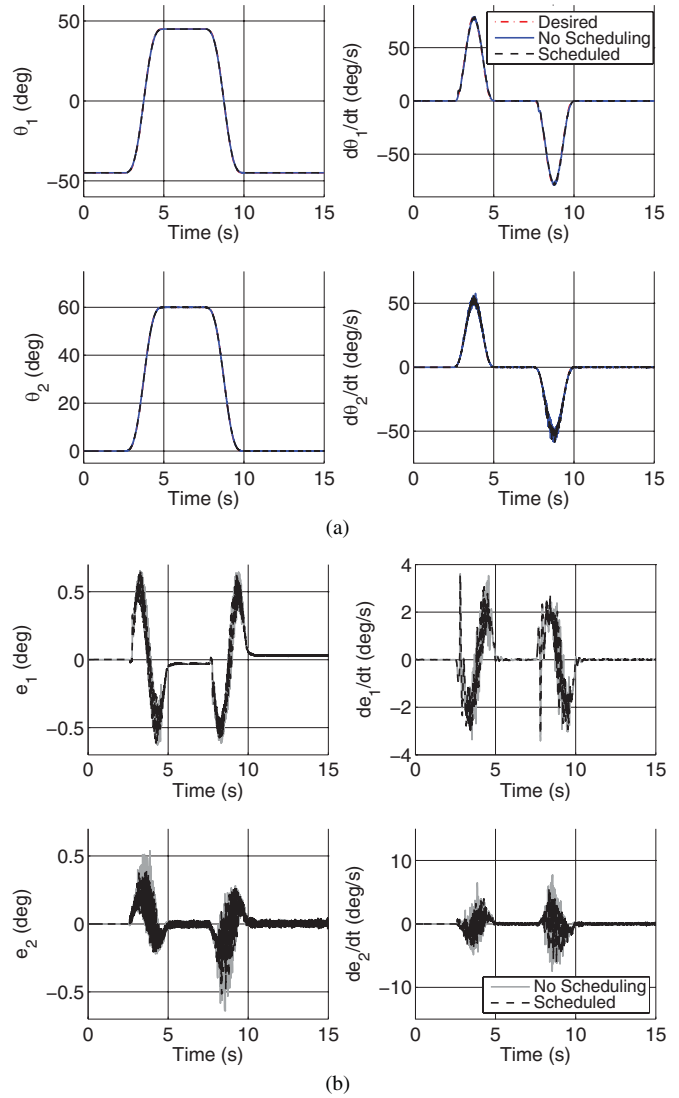 50
0
−50
θ1 (deg)
0 5 10 15
Time (s)
50
0
−50
dθ1/dt (deg/s)
Desired
No Scheduling
Scheduled
0 5 10 15
Time (s)
60
40
20
0
θ2 (deg)
0 5 10 15
Time (s)
50
0
−50
dθ2/dt (deg/s)
0 5 10 15
Time (s)
(a)
0.5
0
−0.5
e1 (deg)
0 5 10 15
Time (s)
4
2
0
−2
−4
de1/dt (deg/s)
0 5 10 15
Time (s)
0.5
0
−0.5
e2 (deg)
0 5 10 15
Time (s)
10
0
−10
de2/dt (deg/s)
No Scheduling
Scheduled
0 5 10 15
Time (s)
(b)